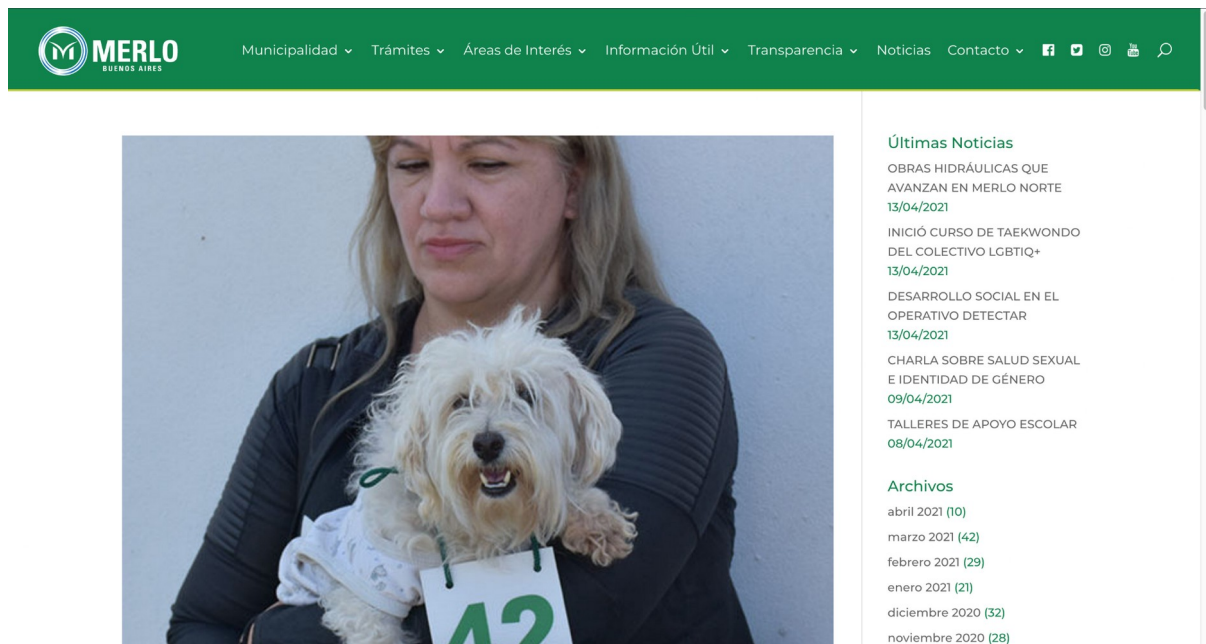 MERLO
BUENOS AIRES
Municipalidad
Trámites
Áreas de Interés
Información Útil
Transparencia
Noticias
Contacto
You
Tube
42
Últimas Noticias
OBRAS HIDRÁULICAS QUE
AVANZAN EN MERLO NORTE
13/04/2021
INICIÓ CURSO DE TAEKWONDO
DEL COLECTIVO LGBTIQ+
13/04/2021
DESARROLLO SOCIAL EN EL
OPERATIVO DETECTAR
13/04/2021
CHARLA SOBRE SALUD SEXUAL
E IDENTIDAD DE GÉNERO
09/04/2021
TALLERES DE APOYO ESCOLAR
08/04/2021
Archivos
abril 2021 (10)
marzo 2021 (42)
febrero 2021 (29)
enero 2021 (21)
diciembre 2020 (32)
noviembre 2020 (28)